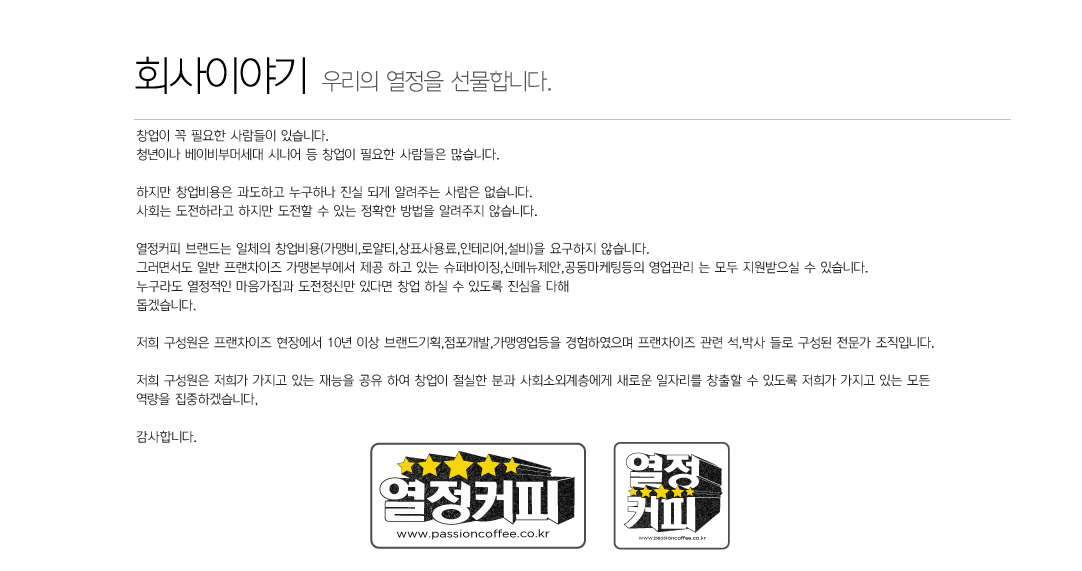 회사이야기 우리의 열정을 선물합니다.
창업이 꼭 필요한 사람들이 있습니다.
청년이나 베이비부머세대 시니어 등 창업이 필요한 사람들은 많습니다.
하지만 창업비용은 과도하고 누구하나 진실 되게 알려주는 사람은 없습니다.
사회는 도전하라고 하지만 도전할 수 있는 정확한 방법을 알려주지 않습니다.
열정커피 브랜드는 일체의 창업비용(가맹비,로얄티,상표사용료,인테리어,설비)을 요구하지 않습니다.
그러면서도 일반 프랜차이즈 가맹본부에서 제공 하고 있는 슈퍼바이징,신메뉴제안,공동마케팅등의 영업관리 는 모두 지원받으실 수 있습니다.
누구라도 열정적인 마음가짐과 도전정신만 있다면 창업 하실 수 있도록 진심을 다해
돕겠습니다.
저희 구성원은 프랜차이즈 현장에서 10년 이상 브랜드기획,점포개발,가맹영업등을 경험하였으며 프랜차이즈 관련 석,박사 들로 구성된 전문가 조직입니다.
저희 구성원은 저희가 가지고 있는 재능을 공유 하여 창업이 절실한 분과 사회소외계층에게 새로운 일자리를 창출할 수 있도록 저희가 가지고 있는 모든
역량을 집중하겠습니다,
감사합니다.
열정커피
www.passioncoffee.co.kr
열정
커피
www.passioncoffee.co.kr